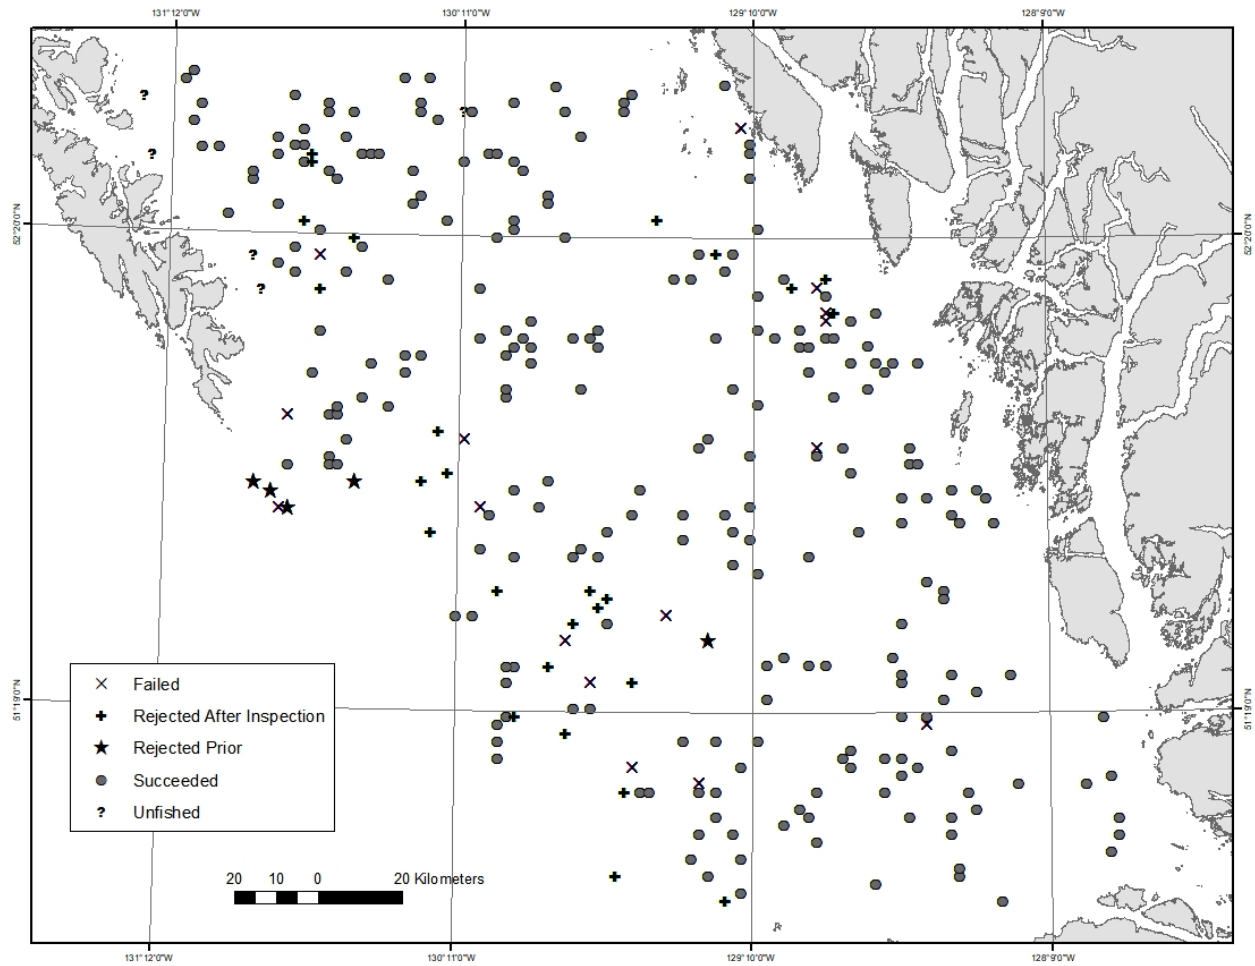 131°12'0"W 130°11'0"W 129°10'0"W 128°9'0"W
52°20'0"N 52°20'0"N
51°19'0"N 51°19'0"N
Failed
Rejected After Inspection
Rejected Prior
Succeeded
? Unfished
20 10 0 20 Kilometers
131°12'0"W 130°11'0"W 129°10'0"W 128°9'0"W